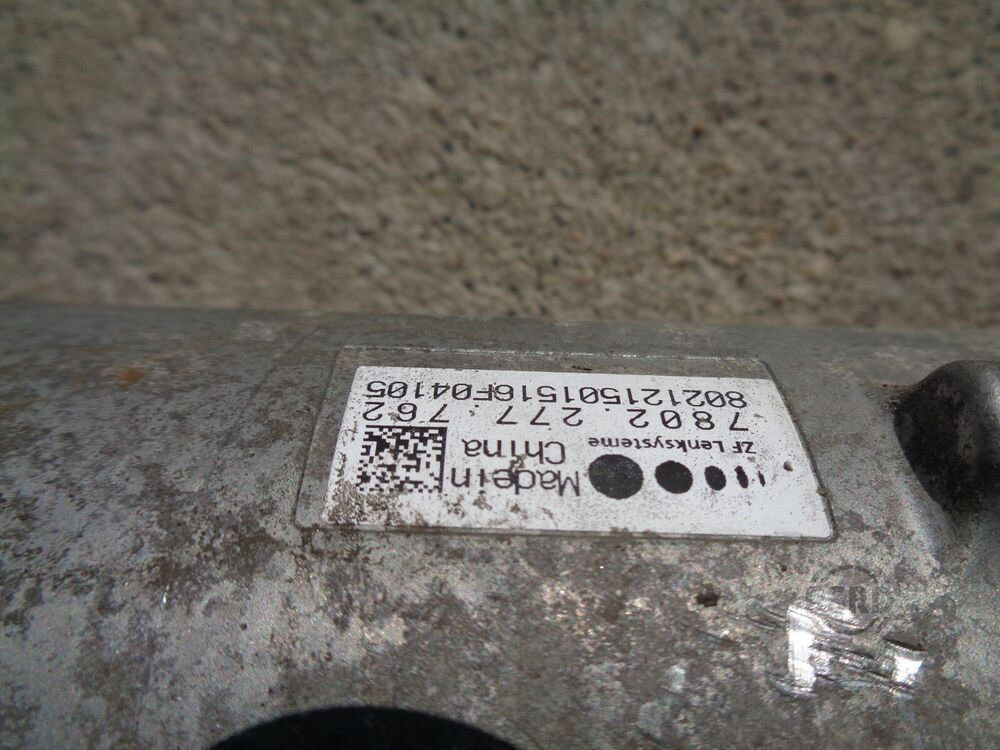 Made in
China
ZF Lenksysteme
7802.277.762
802121501516F04105